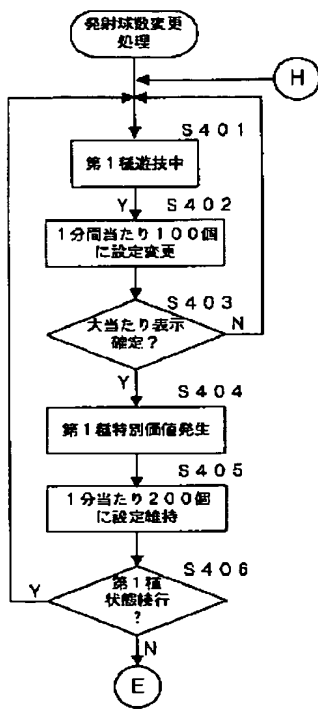 発射球数変更
処理
H
S401
第1種遊技中
Y
S402
1分間当たり100個
に設定変更
S403
大当たり表示
確定?
N
Y
S404
第1種特別価値発生
S405
1分当たり200個
に設定維持
S406
Y
第1種
状態続行
?
N
E